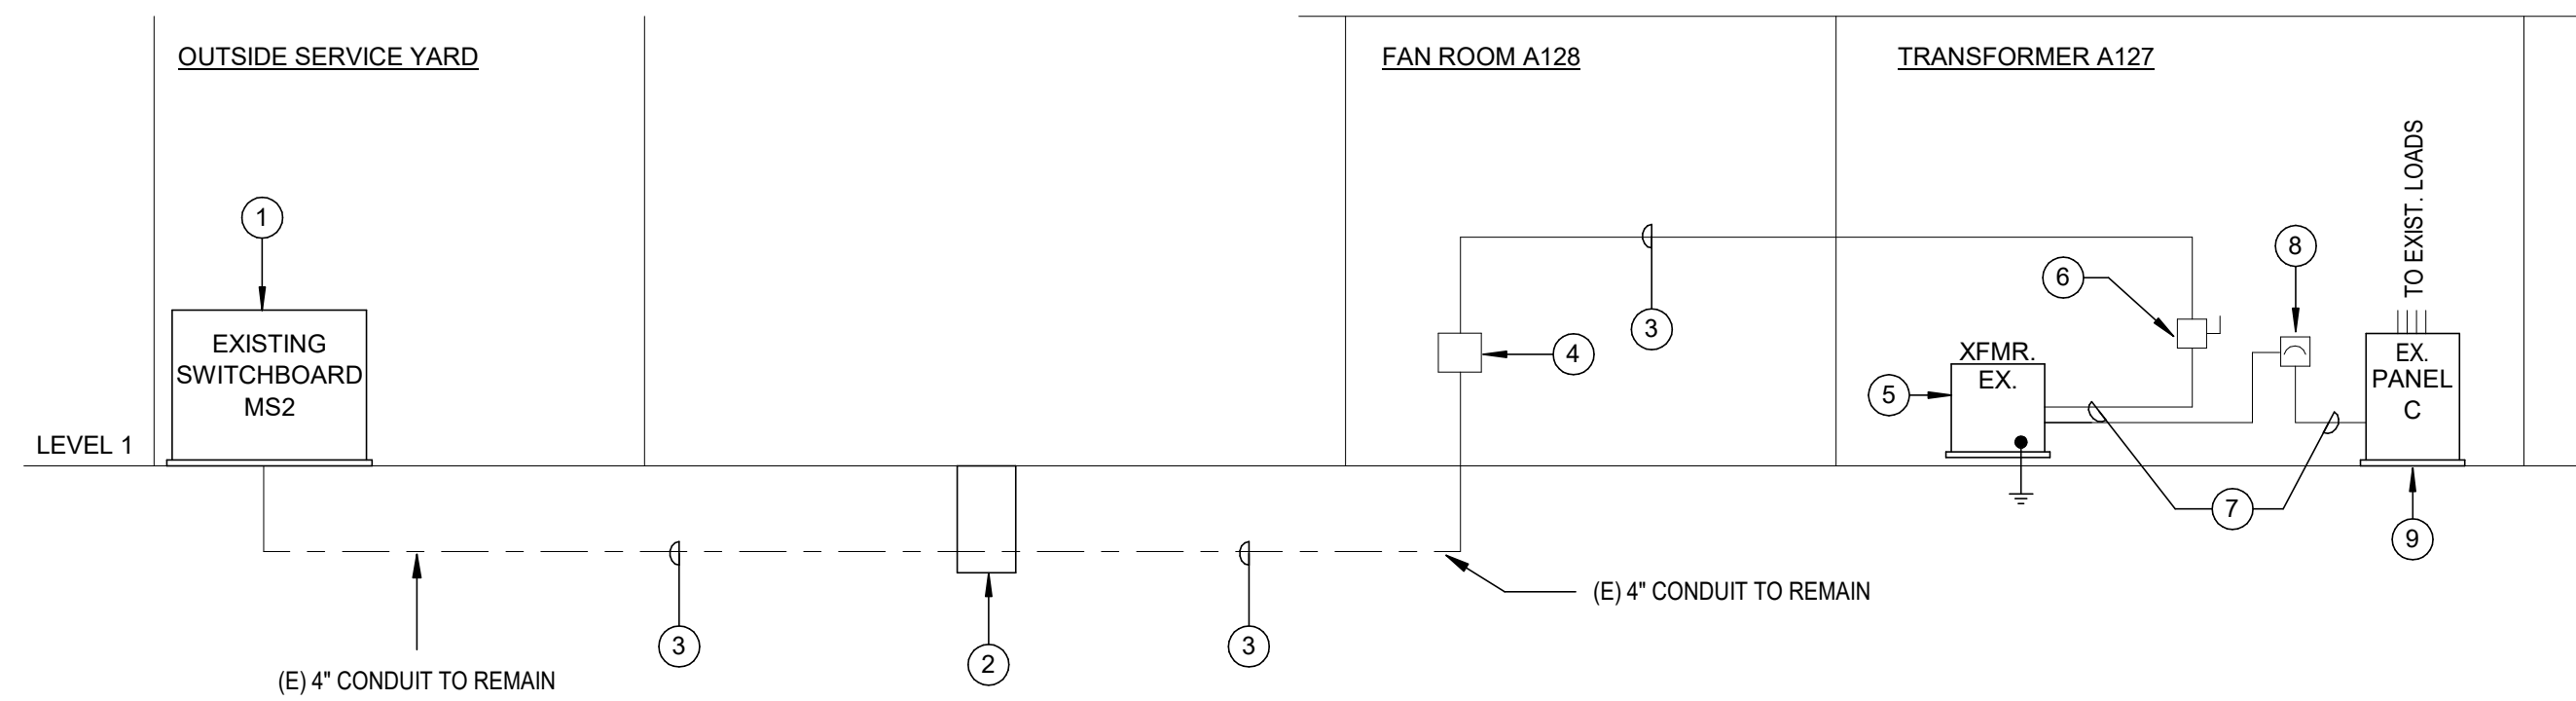 OUTSIDE SERVICE YARD
FAN ROOM A128
TRANSFORMER A127
TO EXIST. LOADS
1
8
6
3
4
5
EXISTING
SWITCHBOARD
MS2
XFMR.
EX.
EX.
PANEL
C
LEVEL 1
7
9
(E) 4" CONDUIT TO REMAIN
3
2
3
(E) 4" CONDUIT TO REMAIN